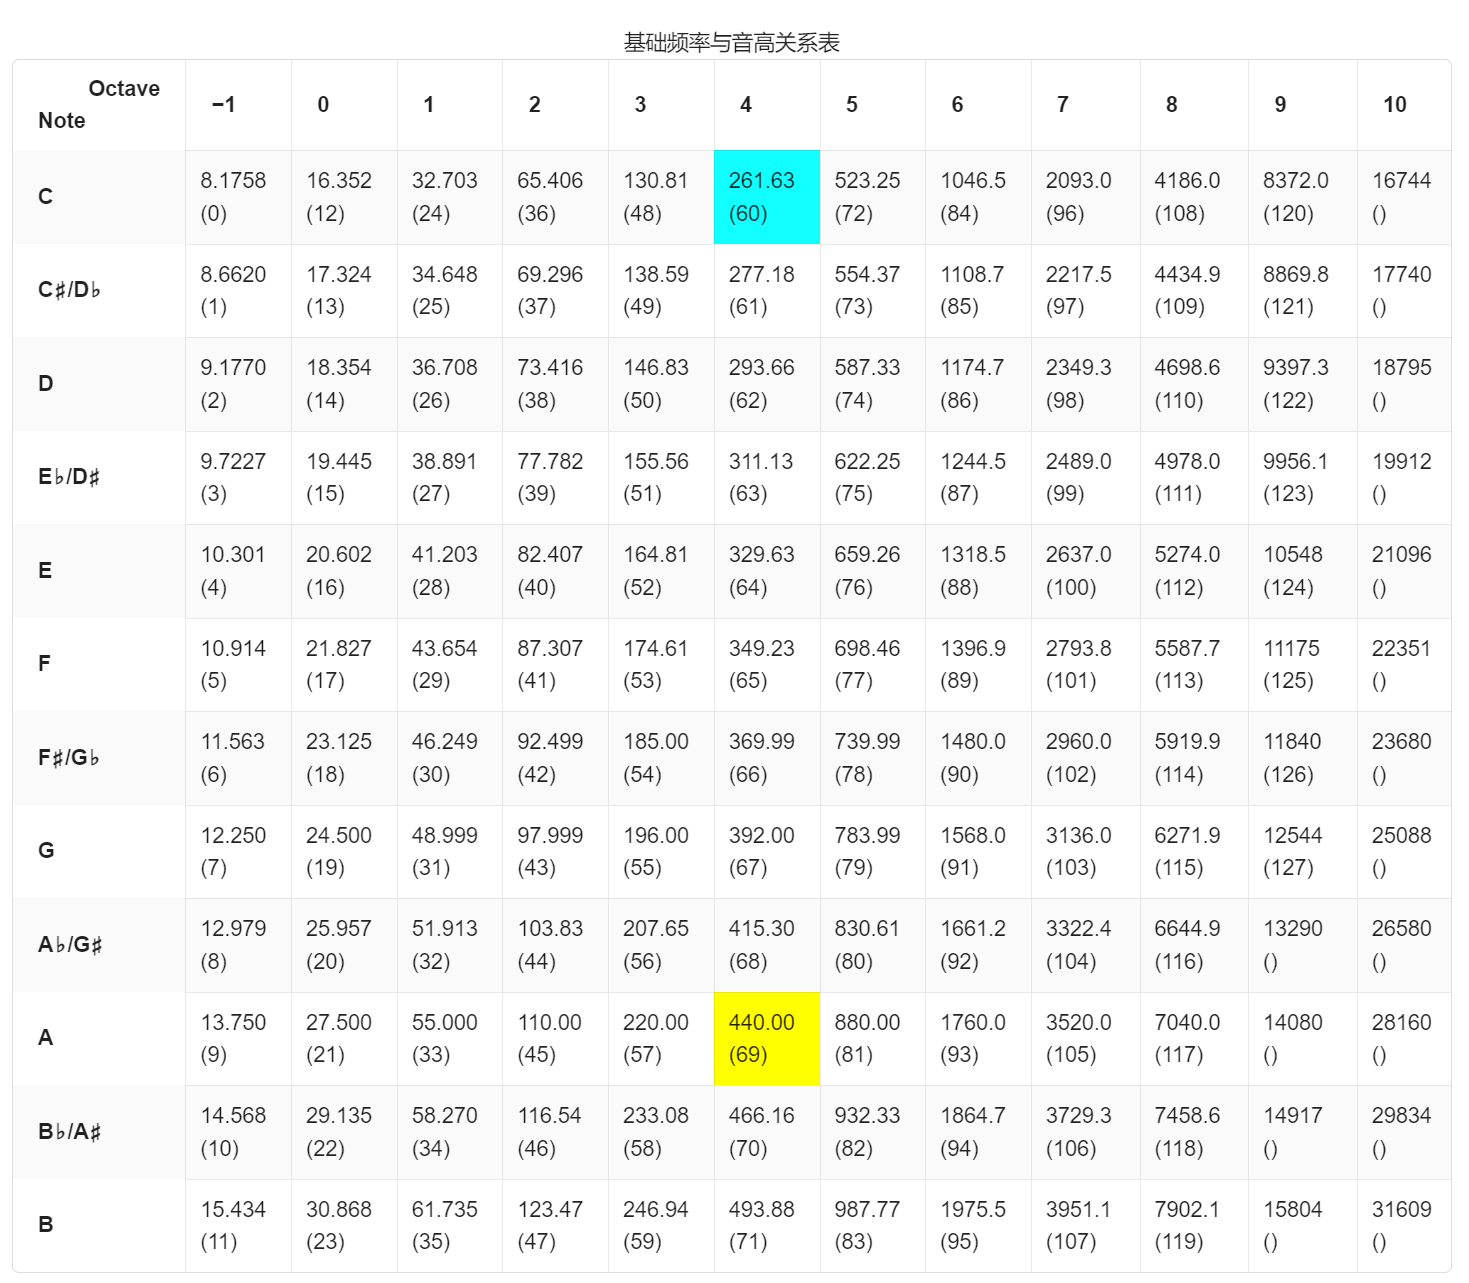 基础频率与音高关系表
Octave
Note
−1 0 1 2 3 4 5 6 7 8 9 10
C
8.1758 16.352 32.703 65.406 130.81 261.63 523.25 1046.5 2093.0 4186.0 8372.0 16744
(0) (12) (24) (36) (48) (60) (72) (84) (96) (108) (120) ()
C♯/D♭
8.6620 17.324 34.648 69.296 138.59 277.18 554.37 1108.7 2217.5 4434.9 8869.8 17740
(1) (13) (25) (37) (49) (61) (73) (85) (97) (109) (121) ()
D
9.1770 18.354 36.708 73.416 146.83 293.66 587.33 1174.7 2349.3 4698.6 9397.3 18795
(2) (14) (26) (38) (50) (62) (74) (86) (98) (110) (122) ()
E♭/D♯
9.7227 19.445 38.891 77.782 155.56 311.13 622.25 1244.5 2489.0 4978.0 9956.1 19912
(3) (15) (27) (39) (51) (63) (75) (87) (99) (111) (123) ()
E
10.301 20.602 41.203 82.407 164.81 329.63 659.26 1318.5 2637.0 5274.0 10548 21096
(4) (16) (28) (40) (52) (64) (76) (88) (100) (112) (124) ()
F
10.914 21.827 43.654 87.307 174.61 349.23 698.46 1396.9 2793.8 5587.7 11175 22351
(5) (17) (29) (41) (53) (65) (77) (89) (101) (113) (125) ()
F♯/G♭
11.563 23.125 46.249 92.499 185.00 369.99 739.99 1480.0 2960.0 5919.9 11840 23680
(6) (18) (30) (42) (54) (66) (78) (90) (102) (114) (126) ()
G
12.250 24.500 48.999 97.999 196.00 392.00 783.99 1568.0 3136.0 6271.9 12544 25088
(7) (19) (31) (43) (55) (67) (79) (91) (103) (115) (127) ()
A♭/G♯
12.979 25.957 51.913 103.83 207.65 415.30 830.61 1661.2 3322.4 6644.9 13290 26580
(8) (20) (32) (44) (56) (68) (80) (92) (104) (116) () ()
A
13.750 27.500 55.000 110.00 220.00 440.00 880.00 1760.0 3520.0 7040.0 14080 28160
(9) (21) (33) (45) (57) (69) (81) (93) (105) (117) () ()
B♭/A♯
14.568 29.135 58.270 116.54 233.08 466.16 932.33 1864.7 3729.3 7458.6 14917 29834
(10) (22) (34) (46) (58) (70) (82) (94) (106) (118) () ()
B
15.434 30.868 61.735 123.47 246.94 493.88 987.77 1975.5 3951.1 7902.1 15804 31609
(11) (23) (35) (47) (59) (71) (83) (95) (107) (119) () ()